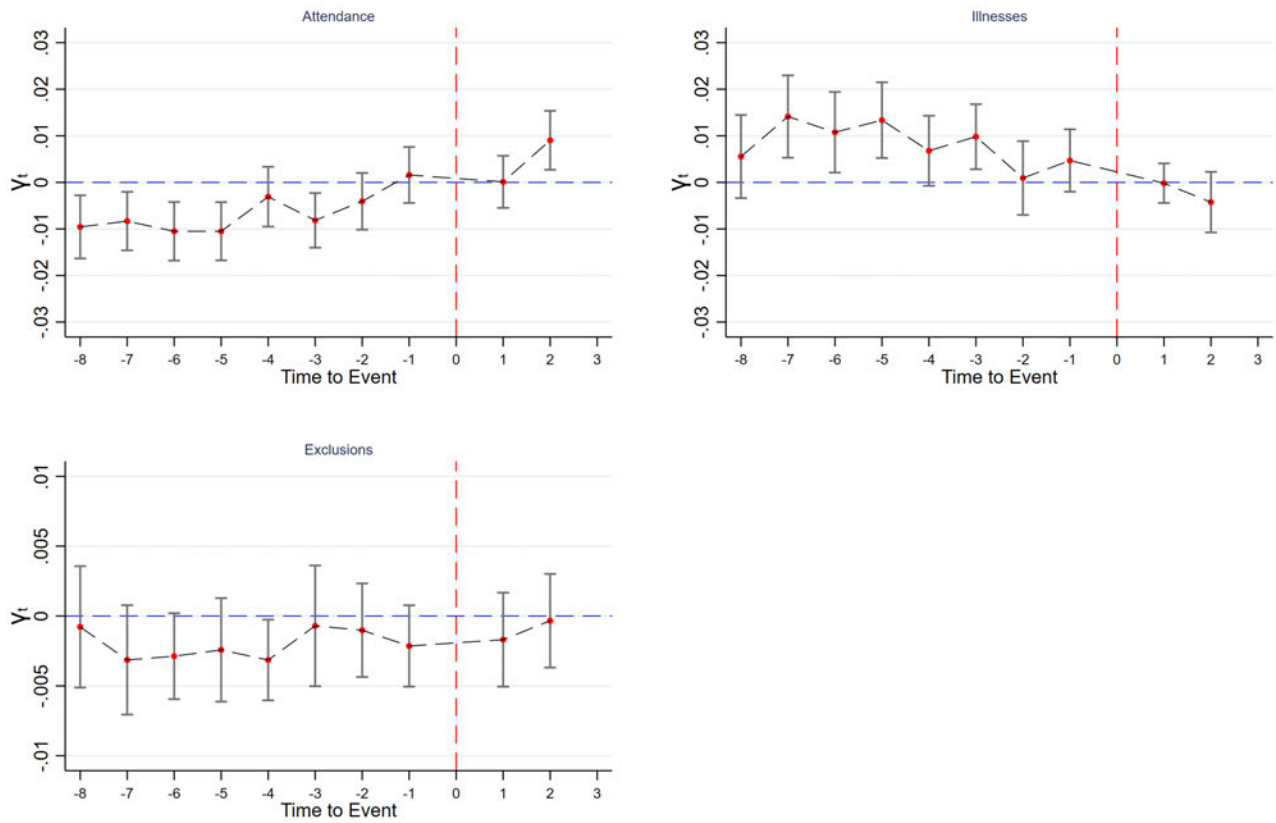 Attendance
.03
.02
.01
0
-.01
-.02
-.03
γt
-8 -7 -6 -5 -4 -3 -2 -1 0 1 2 3
Time to Event
Illnesses
.03
.02
.01
0
-.01
-.02
-.03
γt
-8 -7 -6 -5 -4 -3 -2 -1 0 1 2 3
Time to Event
Exclusions
.01
.005
0
-.005
-.01
γt
-8 -7 -6 -5 -4 -3 -2 -1 0 1 2 3
Time to Event